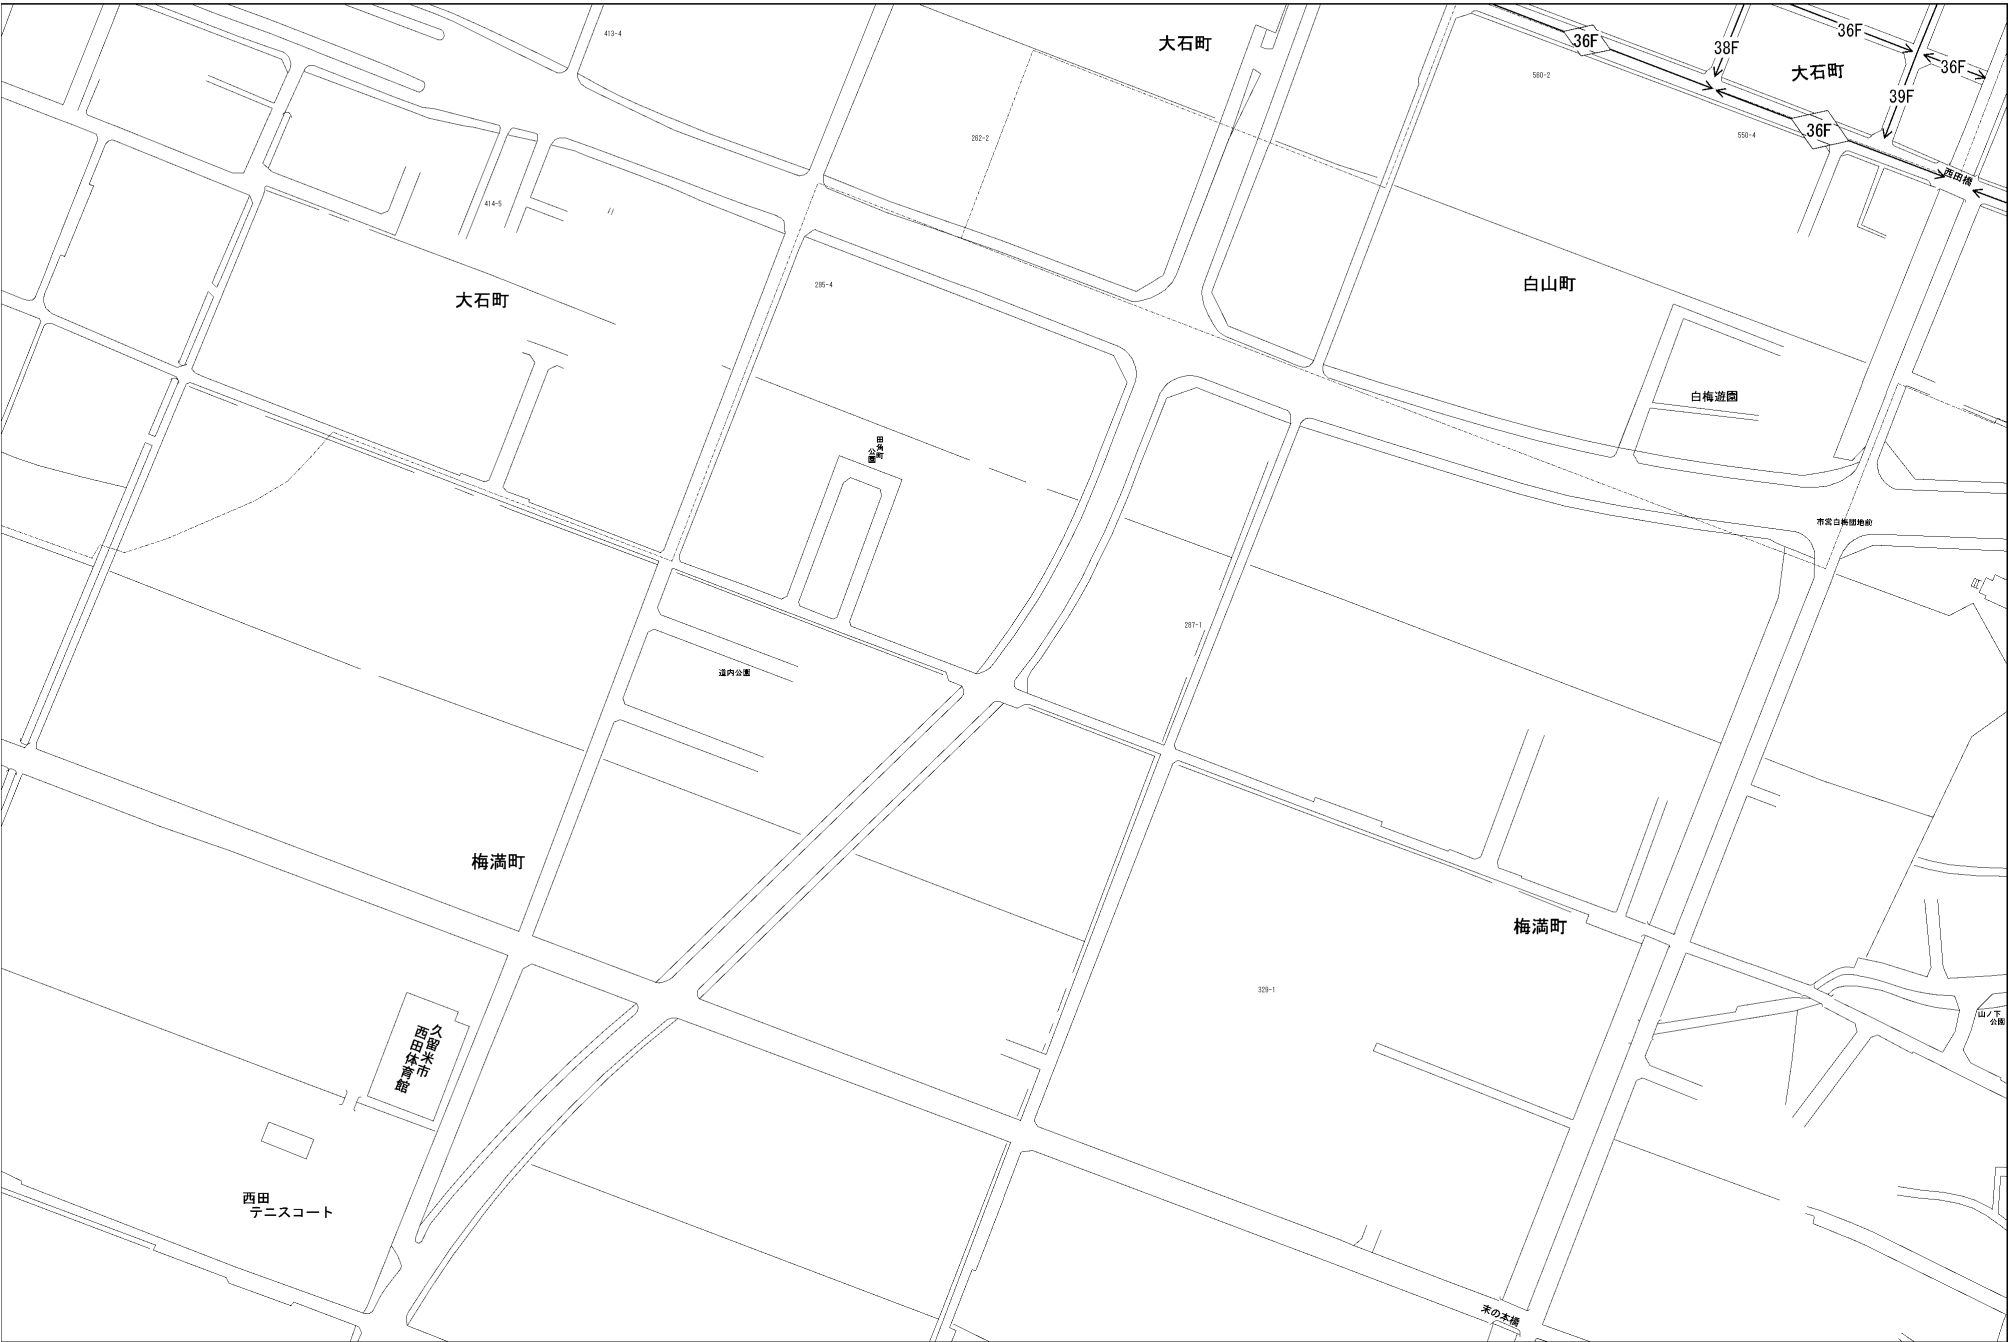 413-4
大石町
36F
38F
36F
36F
大石町
39F
560-2
550-4
36F
西田橋
262-2
414-5
〃
大石町
295-4
白山町
白梅遊園
田角町
公園
市営白梅団地前
287-1
道内公園
梅満町
梅満町
329-1
山ノ下
公園
久留米市
西田体育館
西田
テニスコート
末の本橋